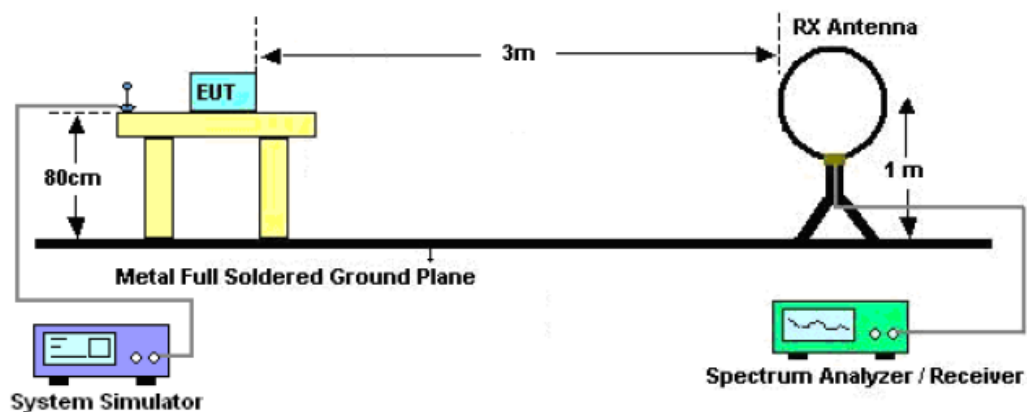 RX Antenna
3m
EUT
80cm
1 m
Metal Full Soldered Ground Plane
System Simulator
Spectrum Analyzer / Receiver